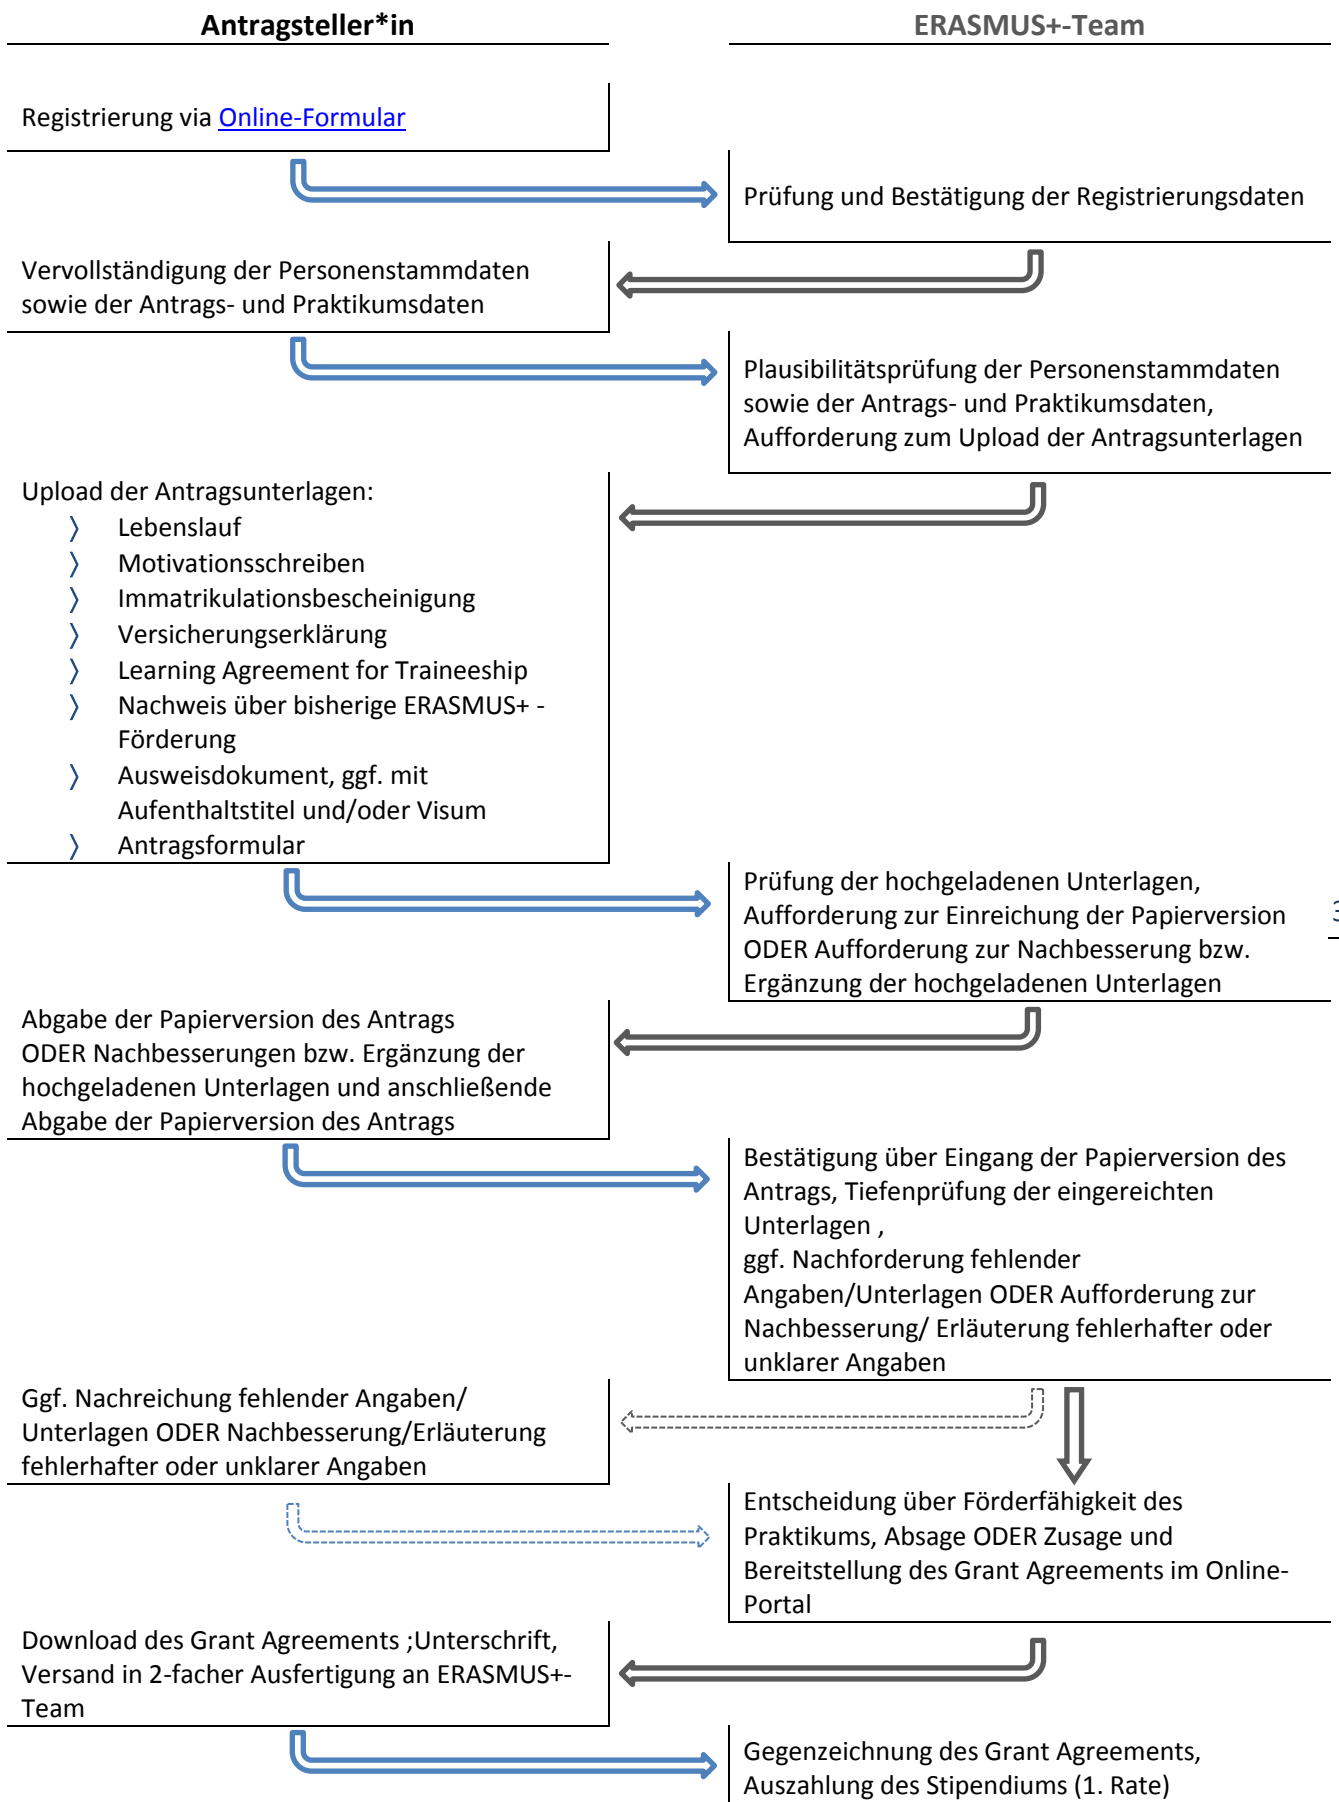 Antragsteller*in
ERASMUS+-Team
Registrierung via Online-Formular
Prüfung und Bestätigung der Registrierungsdaten
Vervollständigung der Personenstammdaten
sowie der Antrags- und Praktikumsdaten
Plausibilitätsprüfung der Personenstammdaten
sowie der Antrags- und Praktikumsdaten,
Aufforderung zum Upload der Antragsunterlagen
Upload der Antragsunterlagen:
〉 Lebenslauf
〉 Motivationsschreiben
〉 Immatrikulationsbescheinigung
〉 Versicherungserklärung
〉 Learning Agreement for Traineeship
〉 Nachweis über bisherige ERASMUS+ -
Förderung
〉 Ausweisdokument, ggf. mit
Aufenthaltstitel und/oder Visum
〉 Antragsformular
Prüfung der hochgeladenen Unterlagen,
Aufforderung zur Einreichung der Papierversion
ODER Aufforderung zur Nachbesserung bzw.
Ergänzung der hochgeladenen Unterlagen
Abgabe der Papierversion des Antrags
ODER Nachbesserungen bzw. Ergänzung der
hochgeladenen Unterlagen und anschließende
Abgabe der Papierversion des Antrags
Bestätigung über Eingang der Papierversion des
Antrags, Tiefenprüfung der eingereichten
Unterlagen ,
ggf. Nachforderung fehlender
Angaben/Unterlagen ODER Aufforderung zur
Nachbesserung/ Erläuterung fehlerhafter oder
unklarer Angaben
Ggf. Nachreichung fehlender Angaben/
Unterlagen ODER Nachbesserung/Erläuterung
fehlerhafter oder unklarer Angaben
Entscheidung über Förderfähigkeit des
Praktikums, Absage ODER Zusage und
Bereitstellung des Grant Agreements im Online-
Portal
Download des Grant Agreements ;Unterschrift,
Versand in 2-facher Ausfertigung an ERASMUS+-
Team
Gegenzeichnung des Grant Agreements,
Auszahlung des Stipendiums (1. Rate)